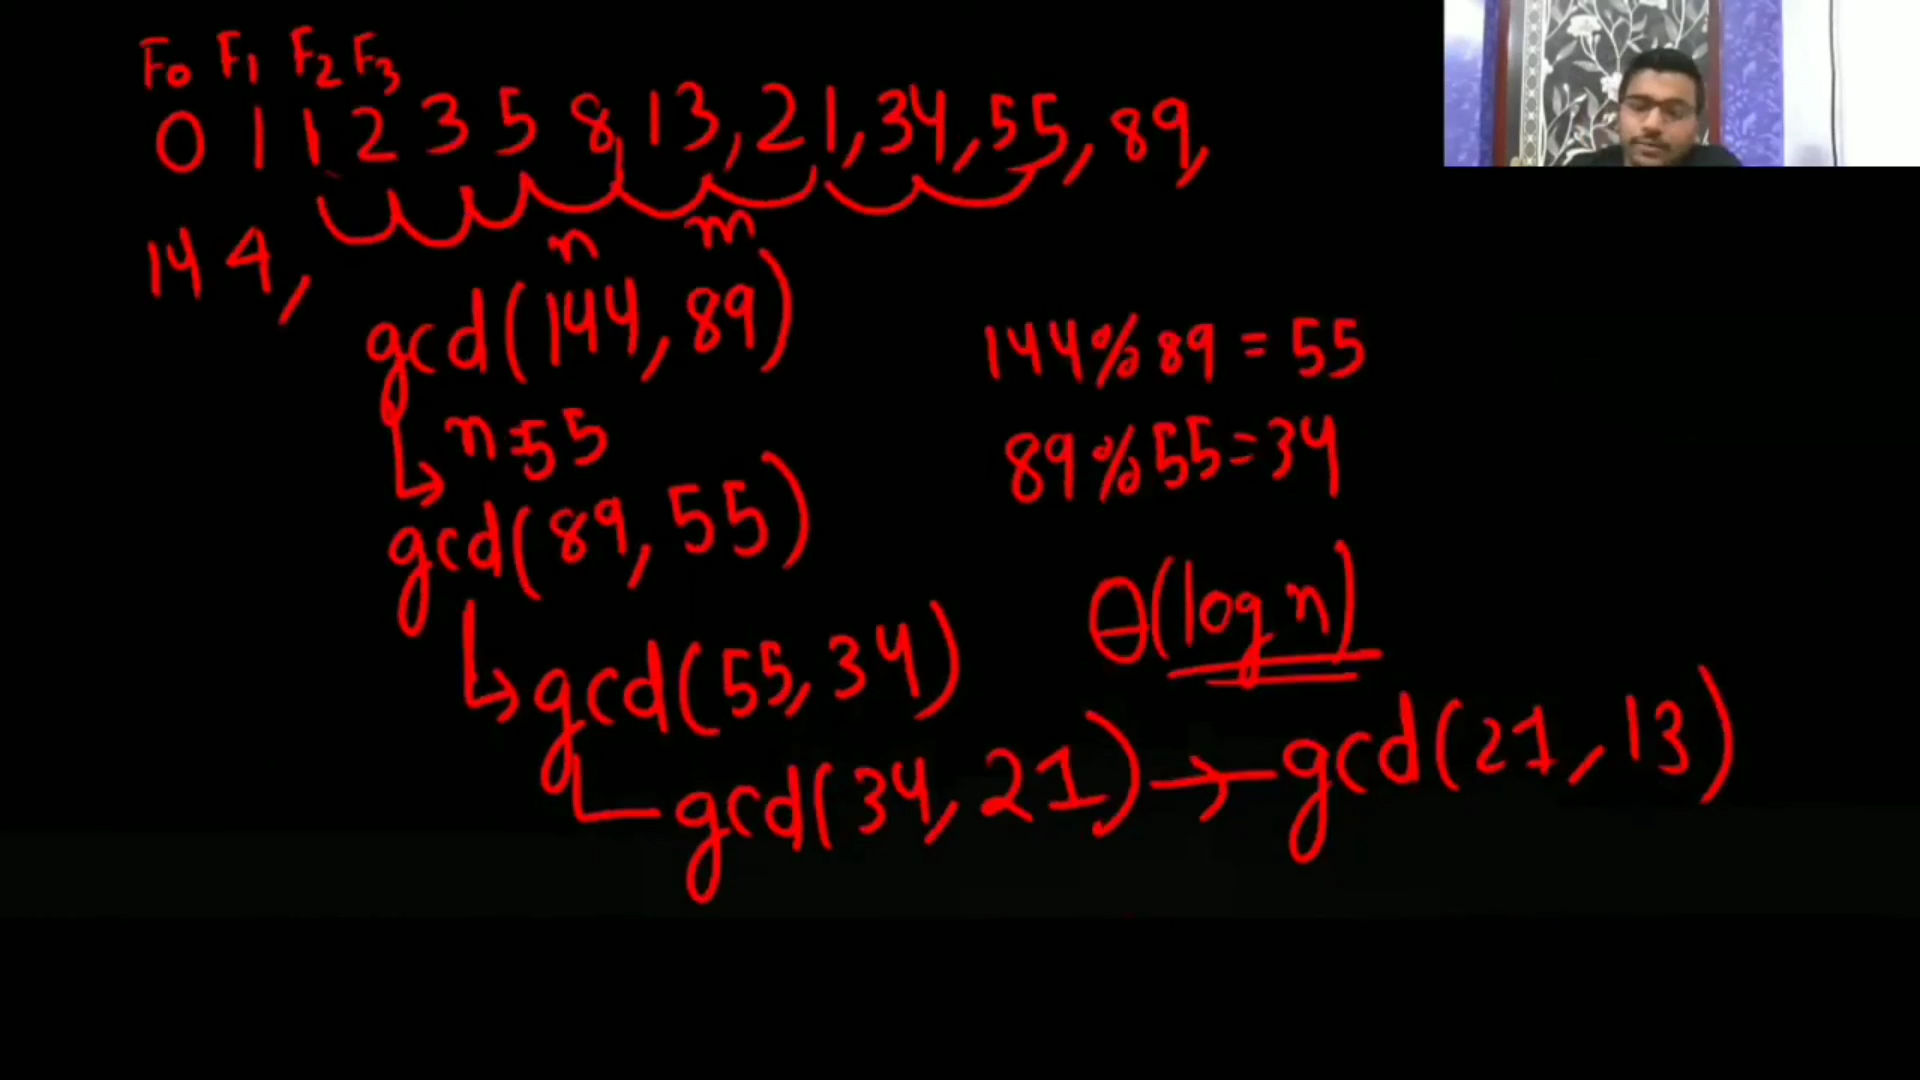 F0 F1 F2 F3
0 1 1 2 3 5 8, 13, 21, 34, 55, 89,
144,
n m
gcd(144, 89)
n=55
gcd(89, 55)
gcd(55, 34)
gcd(34, 21) → gcd(21, 13)
144 % 89 = 55
89 % 55 = 34
θ(log n)